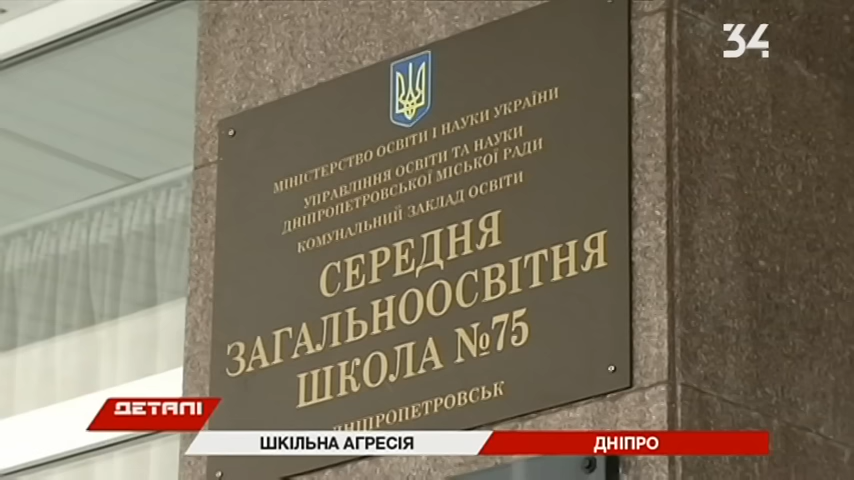 34
МІНІСТЕРСТВО ОСВІТИ І НАУКИ УКРАЇНИ
УПРАВЛІННЯ ОСВІТИ ТА НАУКИ
ДНІПРОПЕТРОВСЬКОЇ МІСЬКОЇ РАДИ
КОМУНАЛЬНИЙ ЗАКЛАД ОСВІТИ
СЕРЕДНЯ
ЗАГАЛЬНООСВІТНЯ
ШКОЛА №75
ДНІПРОПЕТРОВСЬК
ДЕТАЛІ
ШКІЛЬНА АГРЕСІЯ
ДНІПРО